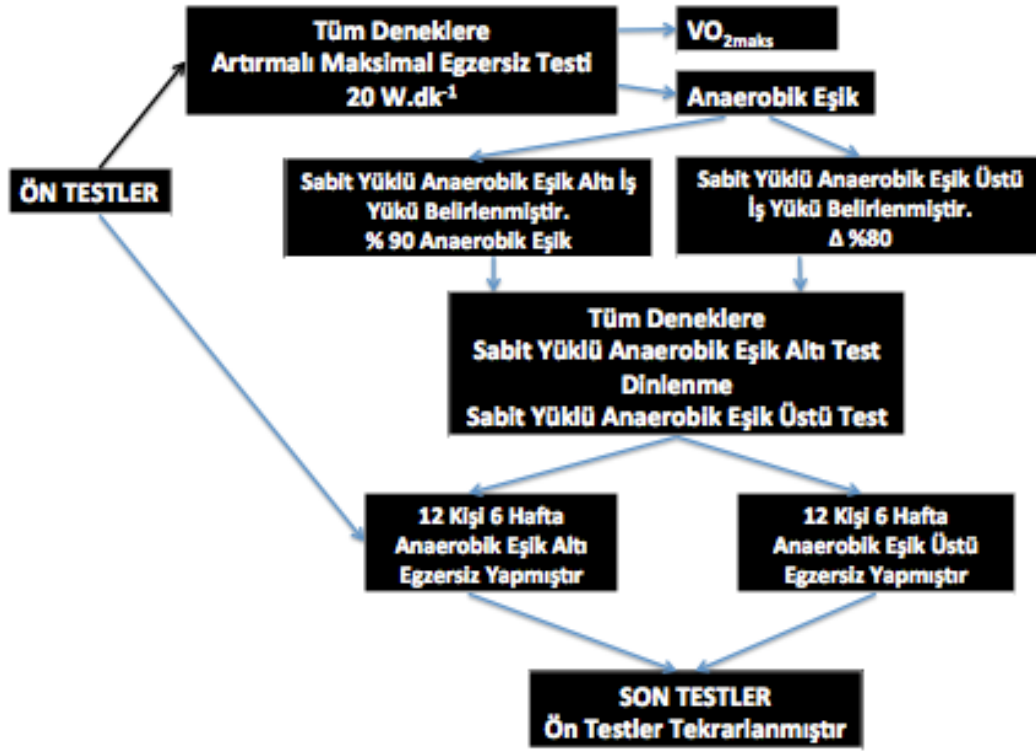 Tüm Deneklere
Artırmalı Maksimal Egzersiz Testi
20 W.dk-1
VO2maks
Anaerobik Eşik
ÖN TESTLER
Sabit Yüklü Anaerobik Eşik Altı İş
Yükü Belirlenmiştir.
% 90 Anaerobik Eşik
Sabit Yüklü Anaerobik Eşik Üstü
İş Yükü Belirlenmiştir.
Δ %80
Tüm Deneklere
Sabit Yüklü Anaerobik Eşik Altı Test
Dinlenme
Sabit Yüklü Anaerobik Eşik Üstü Test
12 Kişi 6 Hafta
Anaerobik Eşik Altı
Egzersiz Yapmıştır
12 Kişi 6 Hafta
Anaerobik Eşik Üstü
Egzersiz Yapmıştır
SON TESTLER
Ön Testler Tekrarlanmıştır